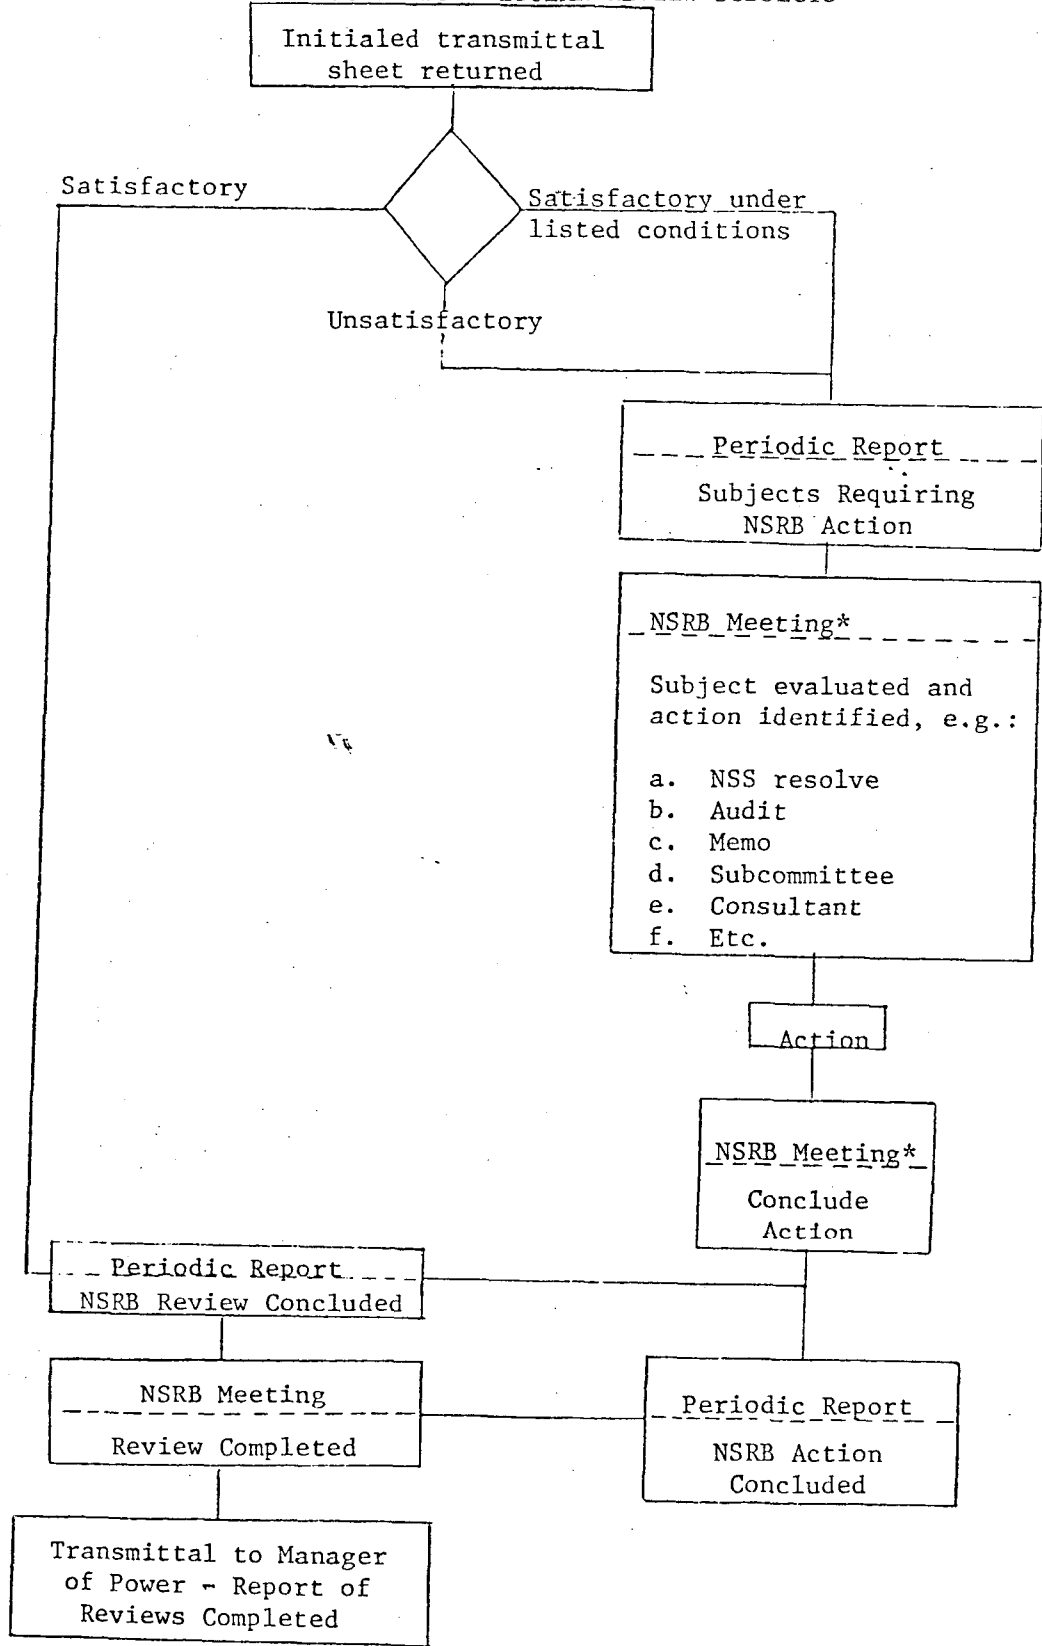 Initialed transmittal
sheet returned
Satisfactory
Satisfactory under
listed conditions
Unsatisfactory
Periodic Report
Subjects Requiring
NSRB Action
NSRB Meeting*
Subject evaluated and
action identified, e.g.:
a. NSS resolve
b. Audit
c. Memo
d. Subcommittee
e. Consultant
f. Etc.
Action
NSRB Meeting*
Conclude
Action
Periodic Report
NSRB Review Concluded
NSRB Meeting
Review Completed
Periodic Report
NSRB Action
Concluded
Transmittal to Manager
of Power - Report of
Reviews Completed